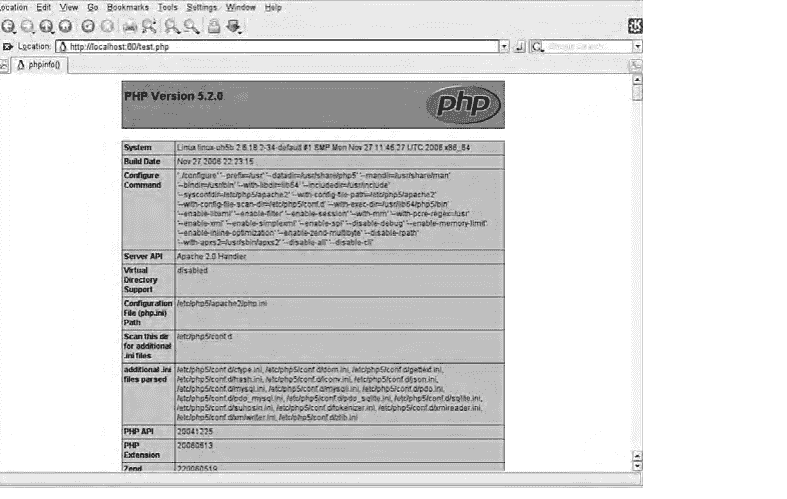 ocation Edit View Go Bookmarks Tools Settings Window Help
Location: http://localhost:80/test.php
phpinfo()
PHP Version 5.2.0
php
System Linux linux-oh5b 2.6.18.2-34-default #1 SMP Mon Nov 27 11:46:27 UTC 2006 x86_64
Build Date Nov 27 2006 22:23:15
Configure Command './configure' '--prefix=/usr' '--datadir=/usr/share/php5' '--mandir=/usr/share/man'
'--bindir=/usr/bin' '--with-libdir=lib64' '--includedir=/usr/include'
'--sysconfdir=/etc/php5/apache2' '--with-config-file-path=/etc/php5/apache2'
'--with-config-file-scan-dir=/etc/php5/conf.d' '--with-exec-dir=/usr/lib64/php5/bin'
'--enable-libxml' '--enable-filter' '--enable-session' '--with-mm' '--with-pcre-regex=/usr'
'--enable-xml' '--enable-simplexml' '--enable-spl' '--disable-debug' '--enable-memory-limit'
'--enable-inline-optimization' '--enable-zend-multibyte' '--disable-rpath'
'--with-apxs2=/usr/sbin/apxs2' '--disable-all' '--disable-cli'
Server API Apache 2.0 Handler
Virtual Directory Support disabled
Configuration File (php.ini) Path /etc/php5/apache2/php.ini
Scan this dir for additional .ini files /etc/php5/conf.d
additional .ini files parsed /etc/php5/conf.d/ctype.ini, /etc/php5/conf.d/dom.ini, /etc/php5/conf.d/gettext.ini,
/etc/php5/conf.d/hash.ini, /etc/php5/conf.d/iconv.ini, /etc/php5/conf.d/json.ini,
/etc/php5/conf.d/mysql.ini, /etc/php5/conf.d/mysqli.ini, /etc/php5/conf.d/pdo.ini,
/etc/php5/conf.d/pdo_mysql.ini, /etc/php5/conf.d/pdo_sqlite.ini, /etc/php5/conf.d/sqlite.ini,
/etc/php5/conf.d/suhosin.ini, /etc/php5/conf.d/tokenizer.ini, /etc/php5/conf.d/xmlreader.ini,
/etc/php5/conf.d/xmlwriter.ini, /etc/php5/conf.d/zlib.ini
PHP API 20041225
PHP Extension 20060613
Zend 220060519